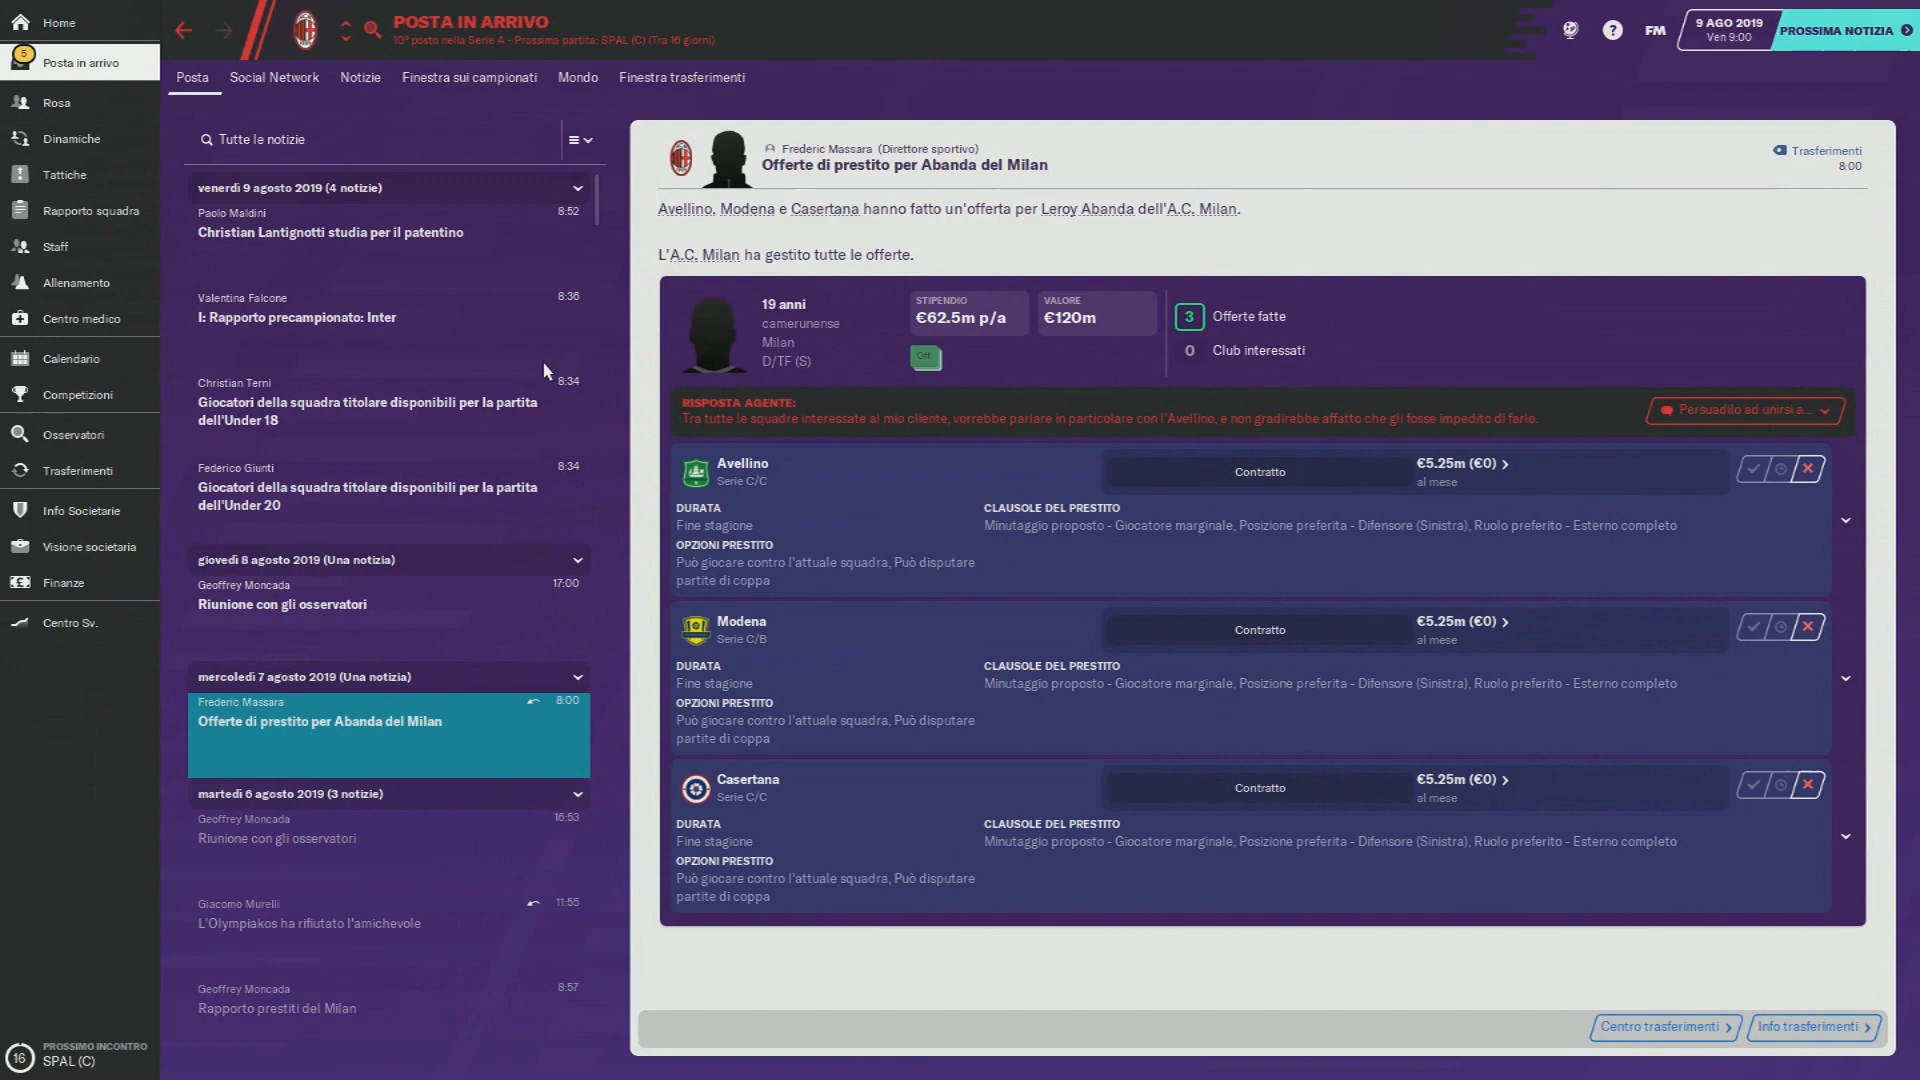 Home
5
Posta in arrivo
Rosa
Dinamiche
Tattiche
Rapporto squadra
Staff
Allenamento
Centro medico
Calendario
Competizioni
Osservatori
Trasferimenti
Info Societarie
Visione societaria
Finanze
Centro Sv.
16
PROSSIMO INCONTRO
SPAL (C)
POSTA IN ARRIVO
10° posto nella Serie A - Prossima partita: SPAL (C) (Tra 16 giorni)
?
FM
9 AGO 2019
Ven 9:00
PROSSIMA NOTIZIA
Posta
Social Network
Notizie
Finestra sui campionati
Mondo
Finestra trasferimenti
Tutte le notizie
venerdì 9 agosto 2019 (4 notizie)
Paolo Maldini 8:52
Christian Lantignotti studia per il patentino
Valentina Falcone 8:36
I: Rapporto precampionato: Inter
Christian Terni 8:34
Giocatori della squadra titolare disponibili per la partita
dell'Under 18
Federico Giunti 8:34
Giocatori della squadra titolare disponibili per la partita
dell'Under 20
giovedì 8 agosto 2019 (Una notizia)
Geoffrey Moncada 17:00
Riunione con gli osservatori
mercoledì 7 agosto 2019 (Una notizia)
Frederic Massara 8:00
Offerte di prestito per Abanda del Milan
martedì 6 agosto 2019 (3 notizie)
Geoffrey Moncada 16:53
Riunione con gli osservatori
Giacomo Murelli 11:55
L'Olympiakos ha rifiutato l'amichevole
Geoffrey Moncada 8:57
Rapporto prestiti del Milan
Frederic Massara (Direttore sportivo)
Offerte di prestito per Abanda del Milan
Trasferimenti
8:00
Avellino, Modena e Casertana hanno fatto un'offerta per Leroy Abanda dell'A.C. Milan.
L'A.C. Milan ha gestito tutte le offerte.
19 anni
camerunense
Milan
D/TF (S)
STIPENDIO
€62.5m p/a
VALORE
€120m
Off
3 Offerte fatte
0 Club interessati
RISPOSTA AGENTE:
Tra tutte le squadre interessate al mio cliente, vorrebbe parlare in particolare con l'Avellino, e non gradirebbe affatto che gli fosse impedito di farlo.
Persuadilo ad unirsi a...
Avellino
Serie C/C
Contratto
€5.25m (€0)
al mese
DURATA
Fine stagione
CLAUSOLE DEL PRESTITO
Minutaggio proposto - Giocatore marginale, Posizione preferita - Difensore (Sinistra), Ruolo preferito - Esterno completo
OPZIONI PRESTITO
Può giocare contro l'attuale squadra, Può disputare
partite di coppa
Modena
Serie C/B
Contratto
€5.25m (€0)
al mese
DURATA
Fine stagione
CLAUSOLE DEL PRESTITO
Minutaggio proposto - Giocatore marginale, Posizione preferita - Difensore (Sinistra), Ruolo preferito - Esterno completo
OPZIONI PRESTITO
Può giocare contro l'attuale squadra, Può disputare
partite di coppa
Casertana
Serie C/C
Contratto
€5.25m (€0)
al mese
DURATA
Fine stagione
CLAUSOLE DEL PRESTITO
Minutaggio proposto - Giocatore marginale, Posizione preferita - Difensore (Sinistra), Ruolo preferito - Esterno completo
OPZIONI PRESTITO
Può giocare contro l'attuale squadra, Può disputare
partite di coppa
Centro trasferimenti
Info trasferimenti